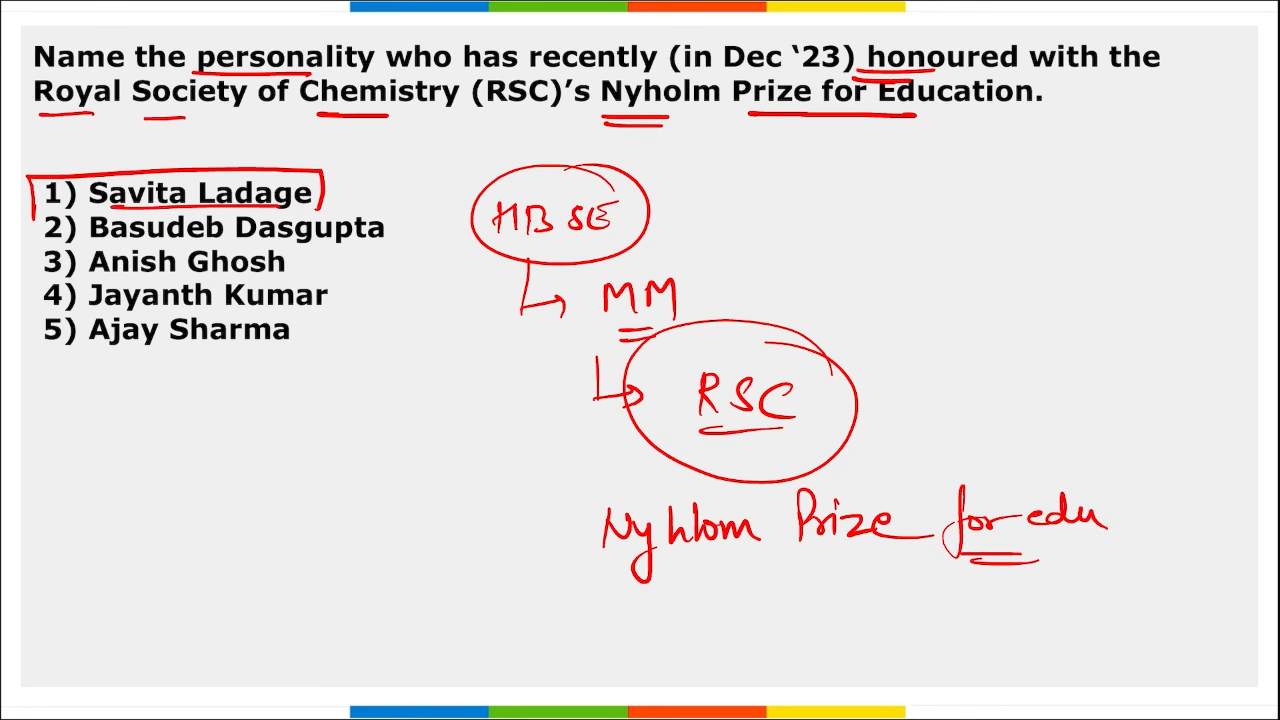 Name the personality who has recently (in Dec ‘23) honoured with the
Royal Society of Chemistry (RSC)’s Nyholm Prize for Education.
1) Savita Ladage
2) Basudeb Dasgupta
3) Anish Ghosh
4) Jayanth Kumar
5) Ajay Sharma
HBSE
MM
RSC
Nyhlom Prize for edu